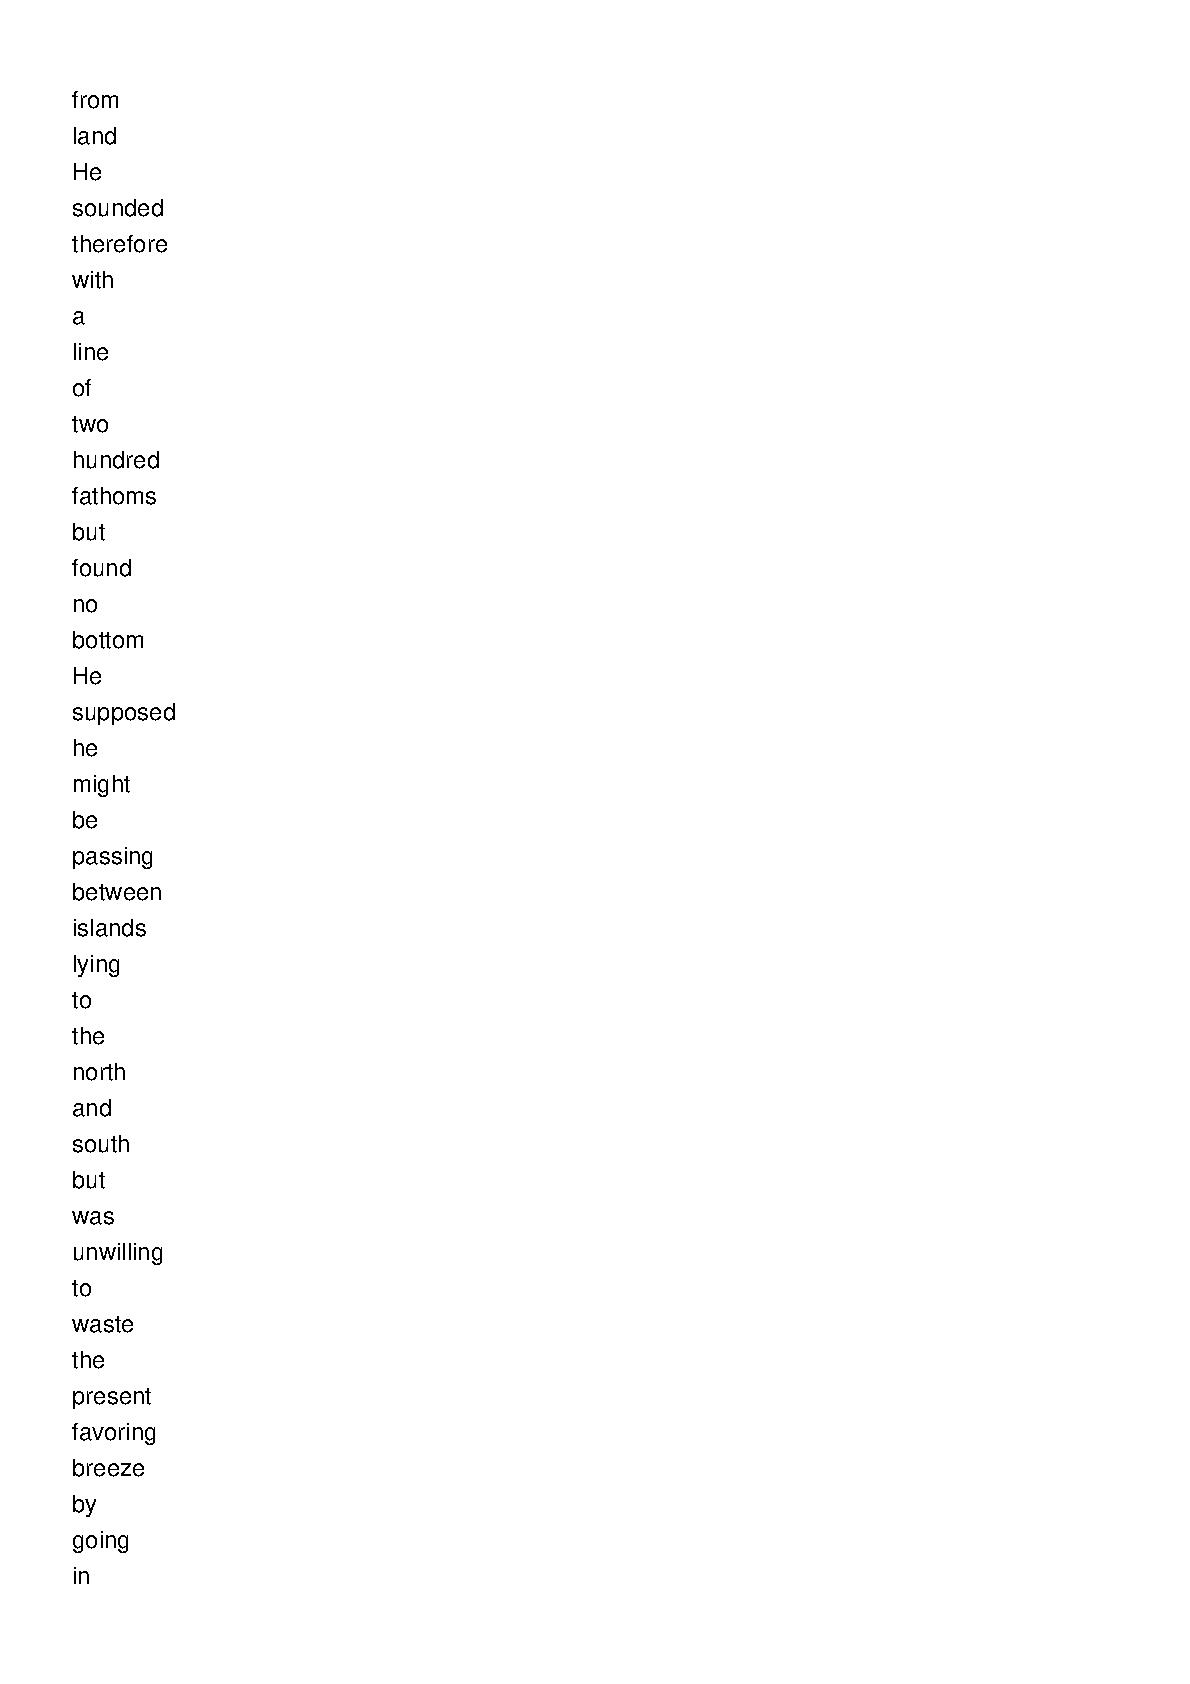 from
land
He
sounded
therefore
with
a
line
of
two
hundred
fathoms
but
found
no
bottom
He
supposed
he
might
be
passing
between
islands
lying
to
the
north
and
south
but
was
unwilling
to
waste
the
present
favoring
breeze
by
going
in